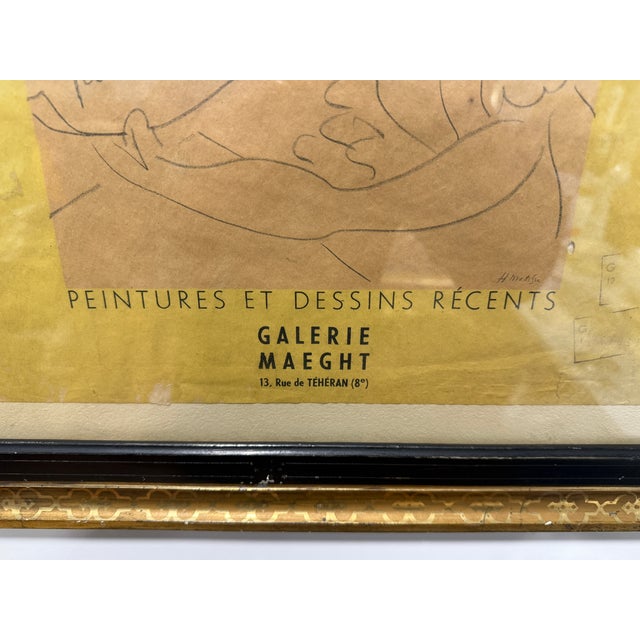 H. Matisse
PEINTURES ET DESSINS RÉCENTS
GALERIE
MAEGHT
13, Rue de TÉHÉRAN (8e)